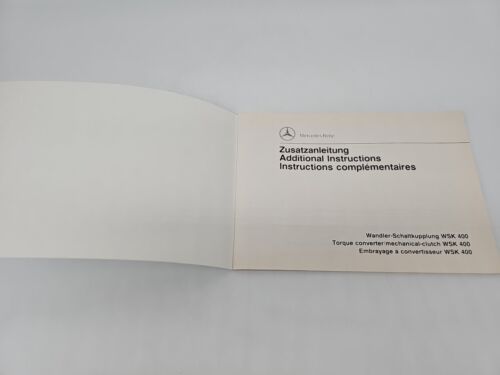 Mercedes-Benz
Zusatzanleitung
Additional Instructions
Instructions complémentaires
Wandler-Schaltkupplung WSK 400
Torque converter-mechanical-clutch WSK 400
Embrayage à convertisseur WSK 400